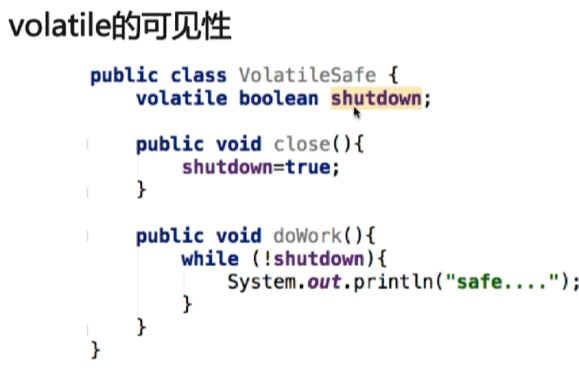 volatile的可见性
public class VolatileSafe {
volatile boolean shutdown;
public void close(){
shutdown=true;
}
public void doWork(){
while (!shutdown){
System.out.println("safe....");
}
}
}